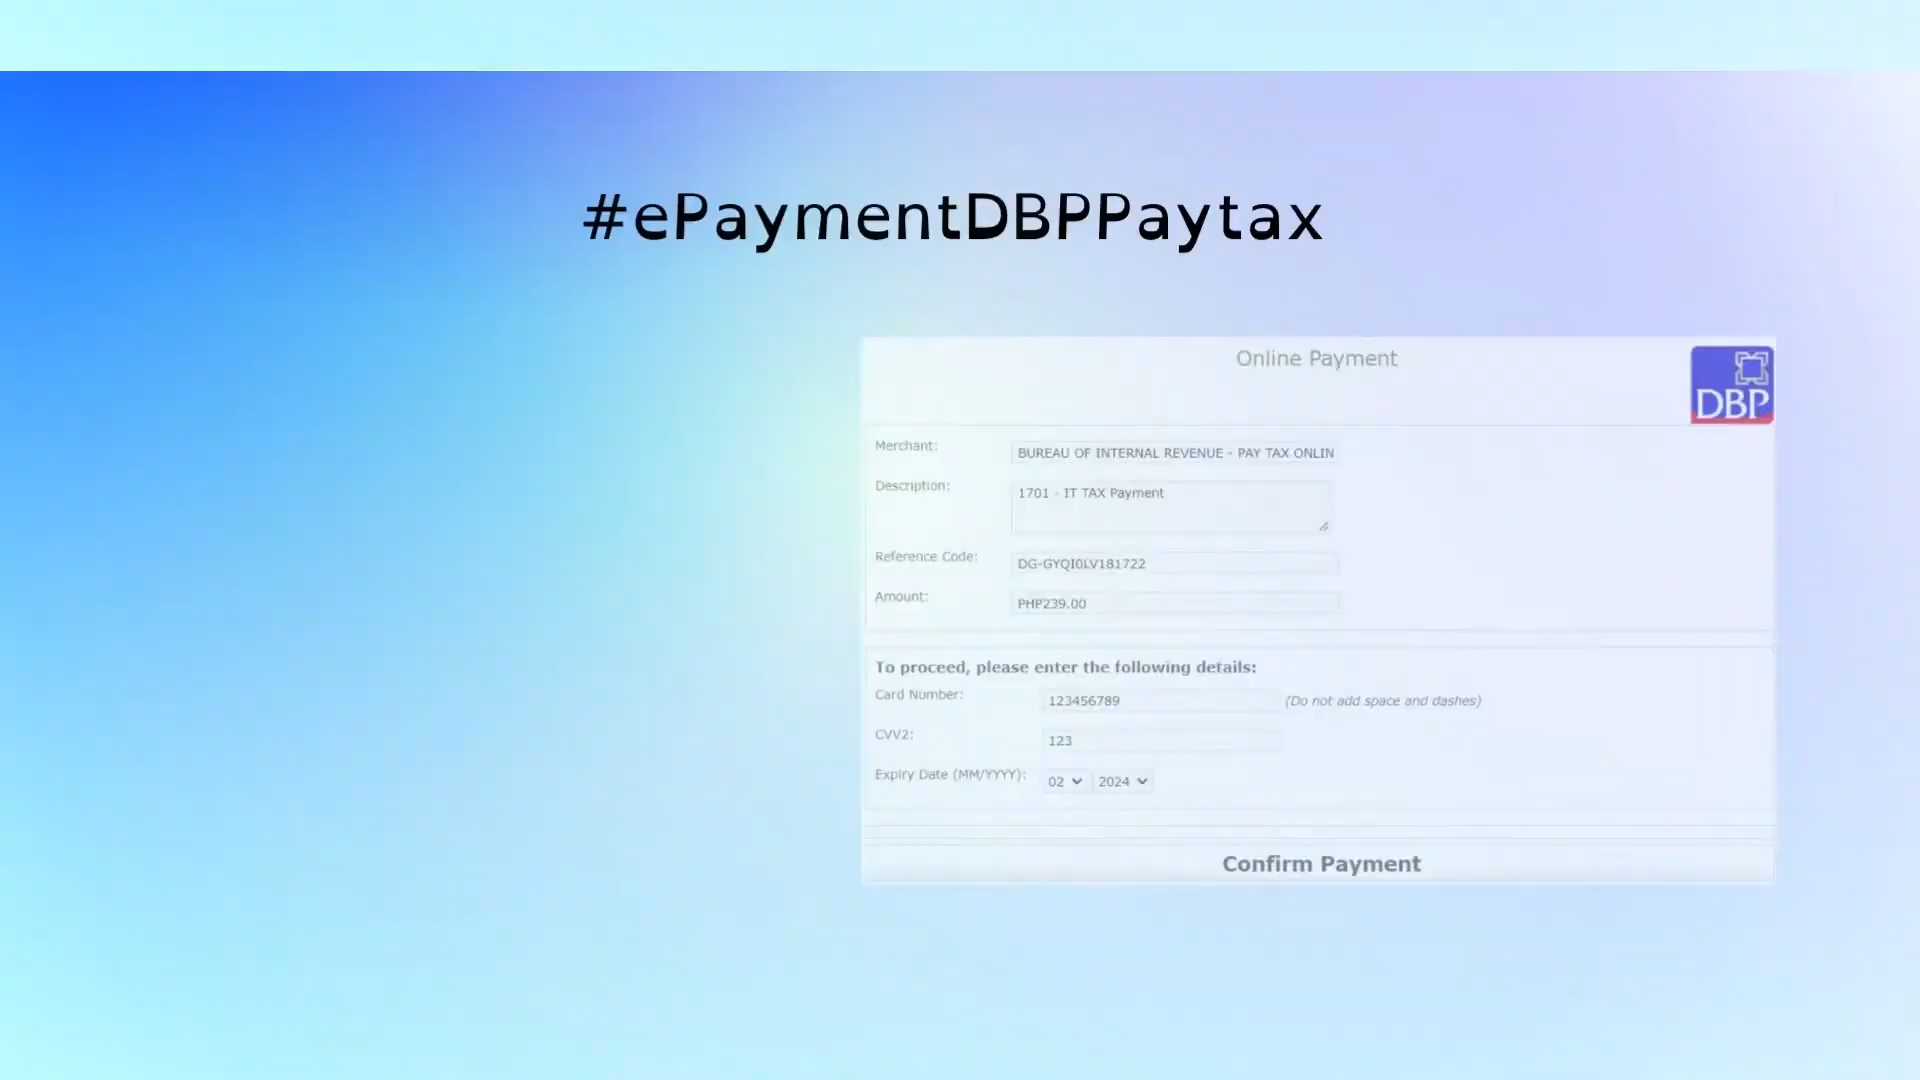 #ePaymentDBPPaytax
Online Payment
DBP
Merchant: BUREAU OF INTERNAL REVENUE - PAY TAX ONLIN
Description: 1701 - IT TAX Payment
Reference Code: DG-GYQI0LV181722
Amount: PHP239.00
To proceed, please enter the following details:
Card Number: 123456789 (Do not add space and dashes)
CVV2: 123
Expiry Date (MM/YYYY): 02 2024
Confirm Payment